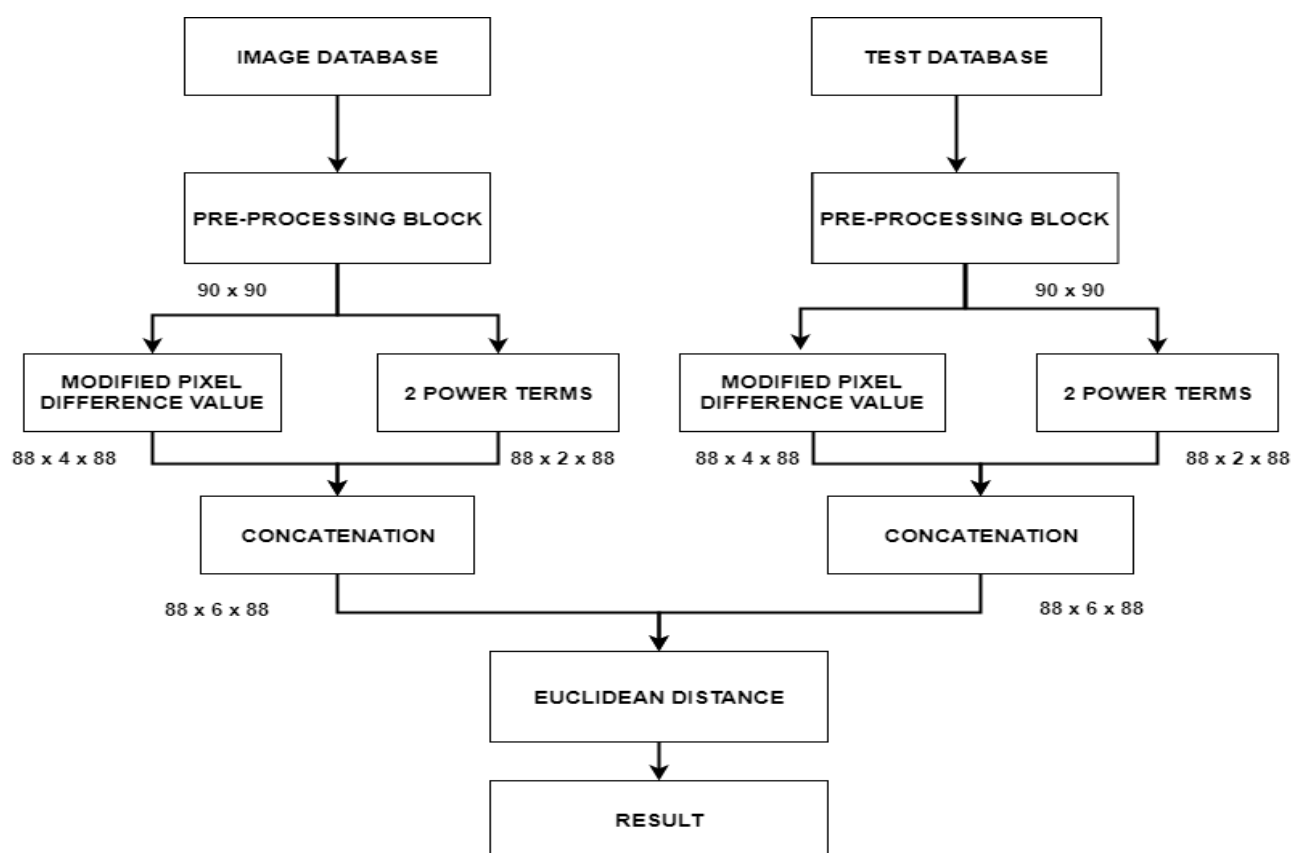 IMAGE DATABASE
TEST DATABASE
PRE-PROCESSING BLOCK
PRE-PROCESSING BLOCK
90 x 90
90 x 90
MODIFIED PIXEL
DIFFERENCE VALUE
2 POWER TERMS
MODIFIED PIXEL
DIFFERENCE VALUE
2 POWER TERMS
88 x 4 x 88
88 x 2 x 88
88 x 4 x 88
88 x 2 x 88
CONCATENATION
CONCATENATION
88 x 6 x 88
88 x 6 x 88
EUCLIDEAN DISTANCE
RESULT